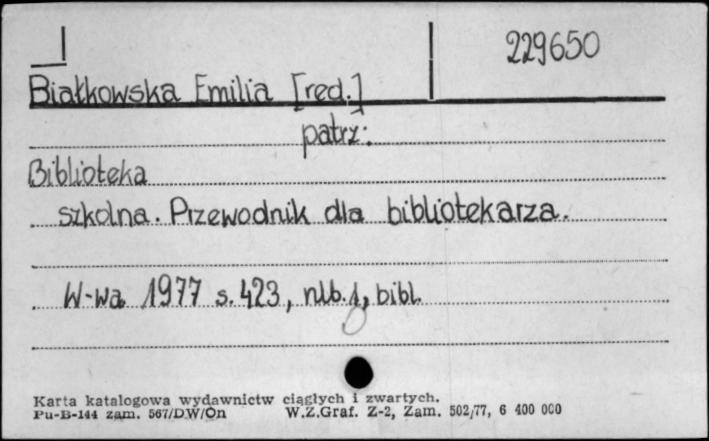 229650
Białkowska Emilia [red.]
patrz:
Biblioteka
szkolna. Przewodnik dla bibliotekarza.
W-wa 1977 s. 423, nlb. 1, bibl.
Karta katalogowa wydawnictw ciągłych i zwartych.
Pu-B-144 zam. 567/DW/On W.Z.Graf. Z-2, Zam. 502/77, 6 400 000